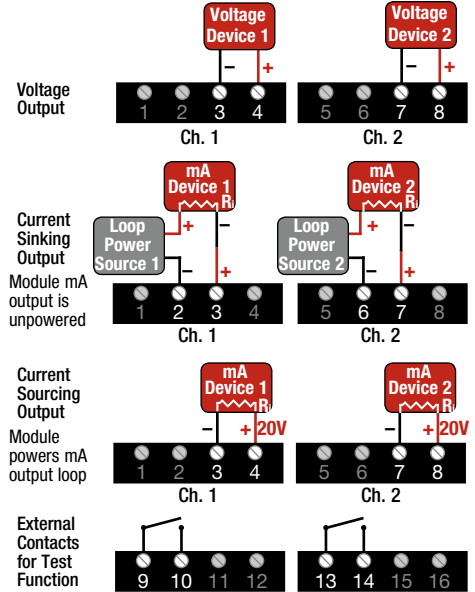 Voltage
Device 1
Voltage
Device 2
– +
– +
Voltage
Output
1 2 3 4
5 6 7 8
Ch. 1
Ch. 2
mA
Device 1
Ri
mA
Device 2
Ri
Current
Sinking
Output
Module mA
output is
unpowered
Loop
Power
Source 1
+ –
– +
Loop
Power
Source 2
+ –
– +
1 2 3 4
5 6 7 8
Ch. 1
Ch. 2
Current
Sourcing
Output
Module
powers mA
output loop
mA
Device 1
Ri
mA
Device 2
Ri
– + 20V
– + 20V
1 2 3 4
5 6 7 8
Ch. 1
Ch. 2
External
Contacts
for Test
Function
9 10 11 12
13 14 15 16